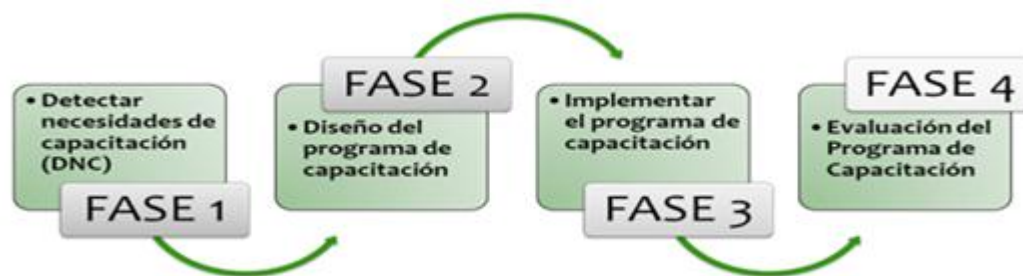 • Detectar
necesidades de
capacitación
(DNC)
FASE 1
FASE 2
• Diseño del
programa de
capacitación
• Implementar
el programa de
capacitación
FASE 3
FASE 4
• Evaluación del
Programa de
Capacitación